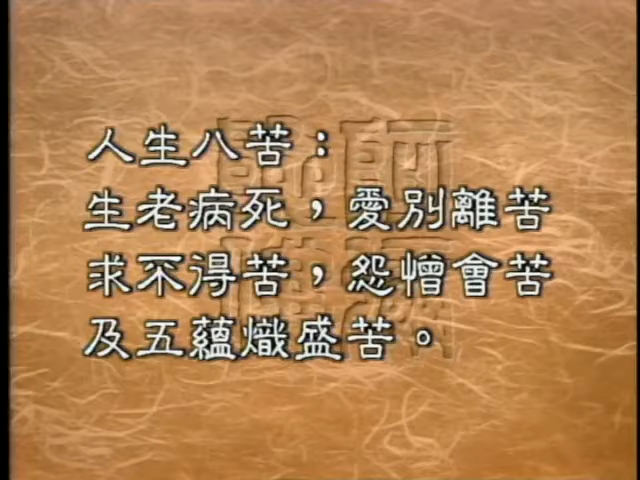 人生八苦：
生老病死，愛別離苦
求不得苦，怨憎會苦
及五蘊熾盛苦。